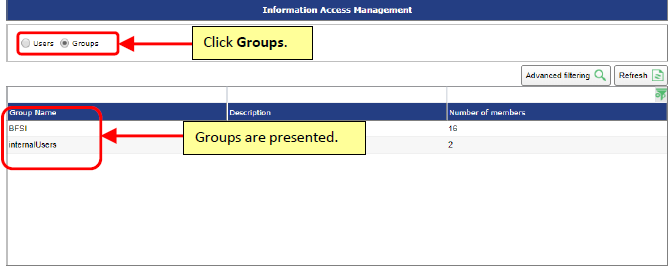 Information Access Management
Users Groups
Click Groups.
Advanced filtering Refresh
Group Name Description Number of members
BFSI 16
internalUsers 2
Groups are presented.